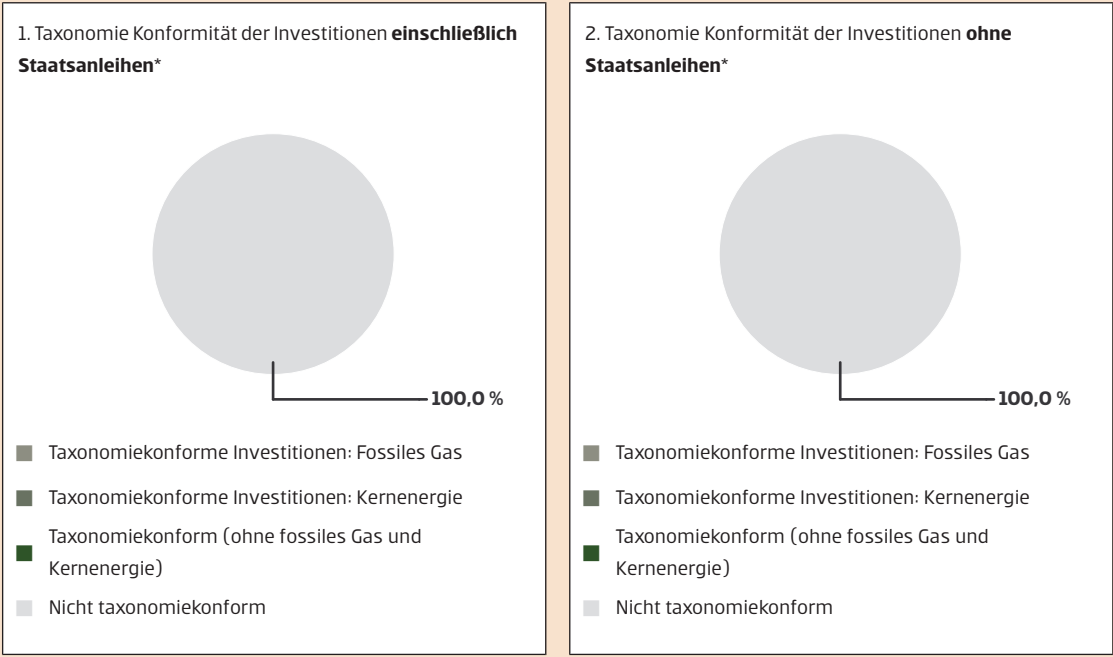 1. Taxonomie Konformität der Investitionen einschließlich
Staatsanleihen*
100,0 %
Taxonomiekonforme Investitionen: Fossiles Gas
Taxonomiekonforme Investitionen: Kernenergie
Taxonomiekonform (ohne fossiles Gas und
Kernenergie)
Nicht taxonomiekonform
2. Taxonomie Konformität der Investitionen ohne
Staatsanleihen*
100,0 %
Taxonomiekonforme Investitionen: Fossiles Gas
Taxonomiekonforme Investitionen: Kernenergie
Taxonomiekonform (ohne fossiles Gas und
Kernenergie)
Nicht taxonomiekonform